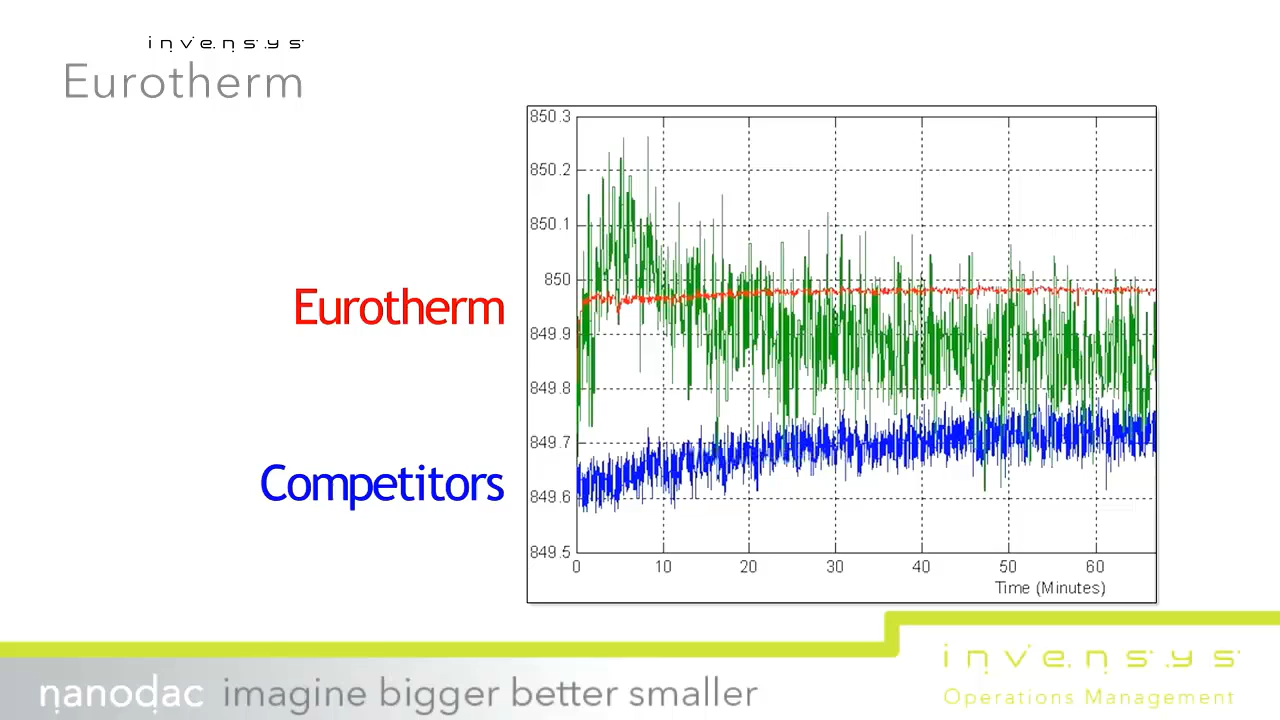 invensys
Eurotherm
850.3
850.2
850.1
850
849.9
849.8
849.7
849.6
849.5
0 10 20 30 40 50 60
Time (Minutes)
Eurotherm
Competitors
invensys
Operations Management
nanodac imagine bigger better smaller